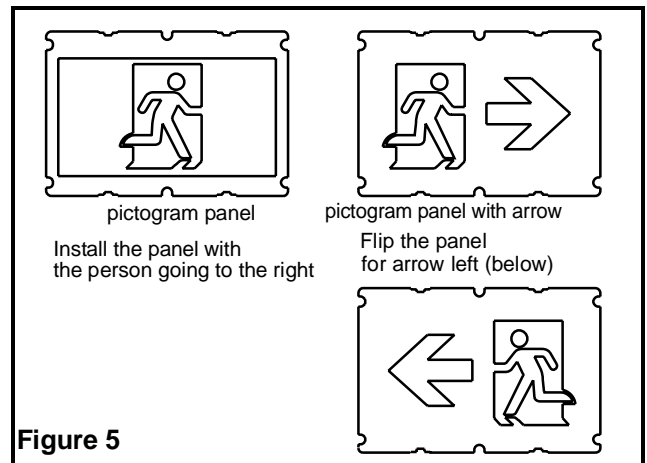 pictogram panel
Install the panel with
the person going to the right
pictogram panel with arrow
Flip the panel
for arrow left (below)
Figure 5